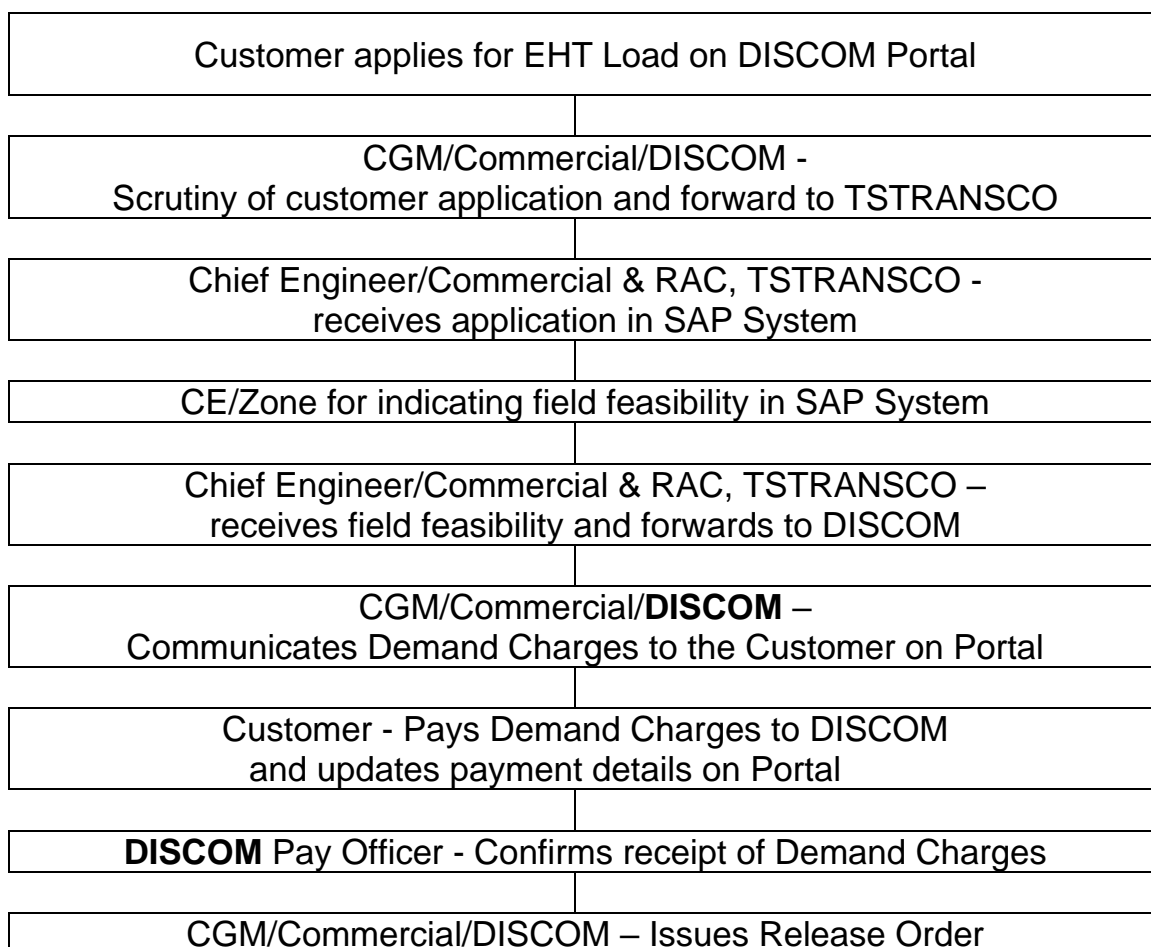 Customer applies for EHT Load on DISCOM Portal
CGM/Commercial/DISCOM -
Scrutiny of customer application and forward to TSTRANSCO
Chief Engineer/Commercial & RAC, TSTRANSCO -
receives application in SAP System
CE/Zone for indicating field feasibility in SAP System
Chief Engineer/Commercial & RAC, TSTRANSCO –
receives field feasibility and forwards to DISCOM
CGM/Commercial/DISCOM –
Communicates Demand Charges to the Customer on Portal
Customer - Pays Demand Charges to DISCOM
and updates payment details on Portal
DISCOM Pay Officer - Confirms receipt of Demand Charges
CGM/Commercial/DISCOM – Issues Release Order